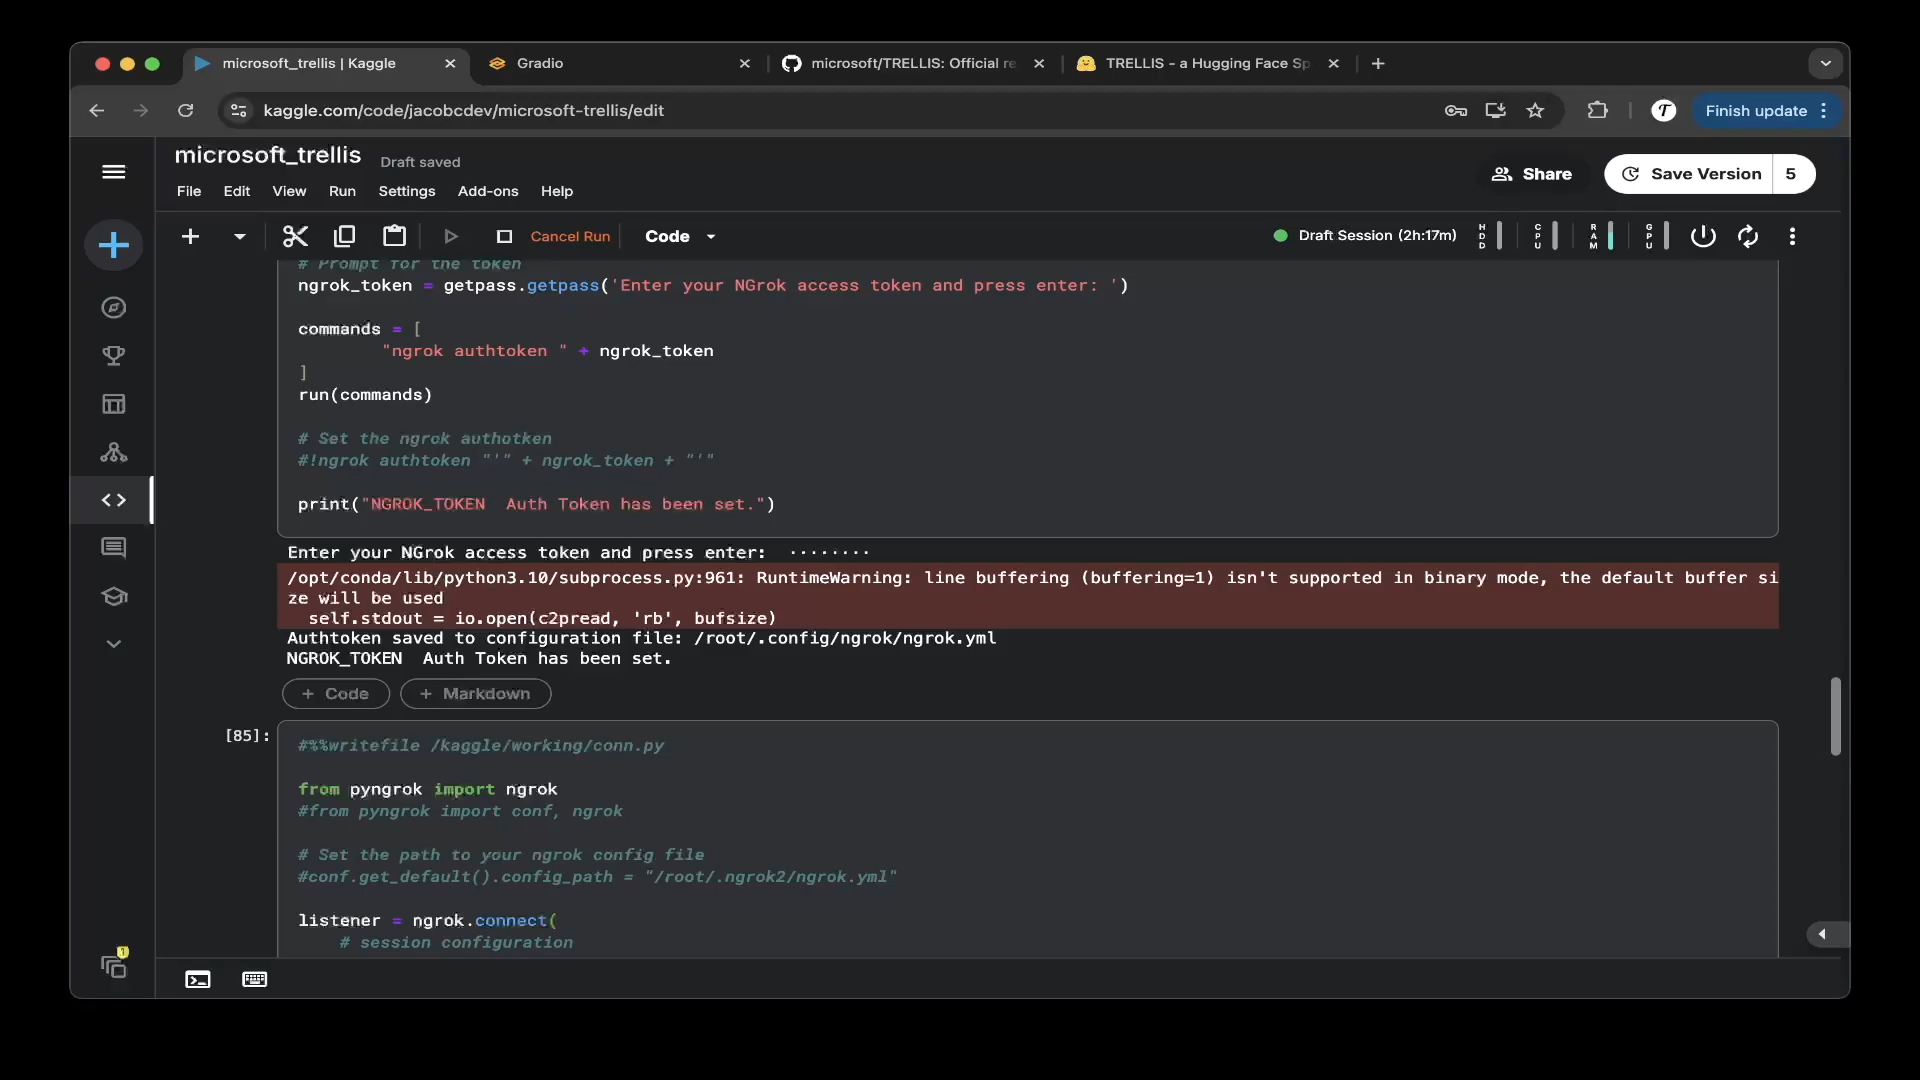 microsoft_trellis | Kaggle
Gradio
microsoft/TRELLIS: Official re
TRELLIS - a Hugging Face Sp
kaggle.com/code/jacobcdev/microsoft-trellis/edit
Finish update
microsoft_trellis
Draft saved
File Edit View Run Settings Add-ons Help
Share
Save Version 5
Cancel Run
Code
Draft Session (2h:17m)
HDD
CPU
RAM
GPU
# Prompt for the token
ngrok_token = getpass.getpass('Enter your NGrok access token and press enter: ')
commands = [
"ngrok authtoken " + ngrok_token
]
run(commands)
# Set the ngrok authotken
#!ngrok authtoken "'" + ngrok_token + "'"
print("NGROK_TOKEN  Auth Token has been set.")
Enter your NGrok access token and press enter:  ········
/opt/conda/lib/python3.10/subprocess.py:961: RuntimeWarning: line buffering (buffering=1) isn't supported in binary mode, the default buffer si
ze will be used
self.stdout = io.open(c2pread, 'rb', bufsize)
Authtoken saved to configuration file: /root/.config/ngrok/ngrok.yml
NGROK_TOKEN  Auth Token has been set.
+ Code
+ Markdown
[85]:
#%%writefile /kaggle/working/conn.py
from pyngrok import ngrok
#from pyngrok import conf, ngrok
# Set the path to your ngrok config file
#conf.get_default().config_path = "/root/.ngrok2/ngrok.yml"
listener = ngrok.connect(
# session configuration
1